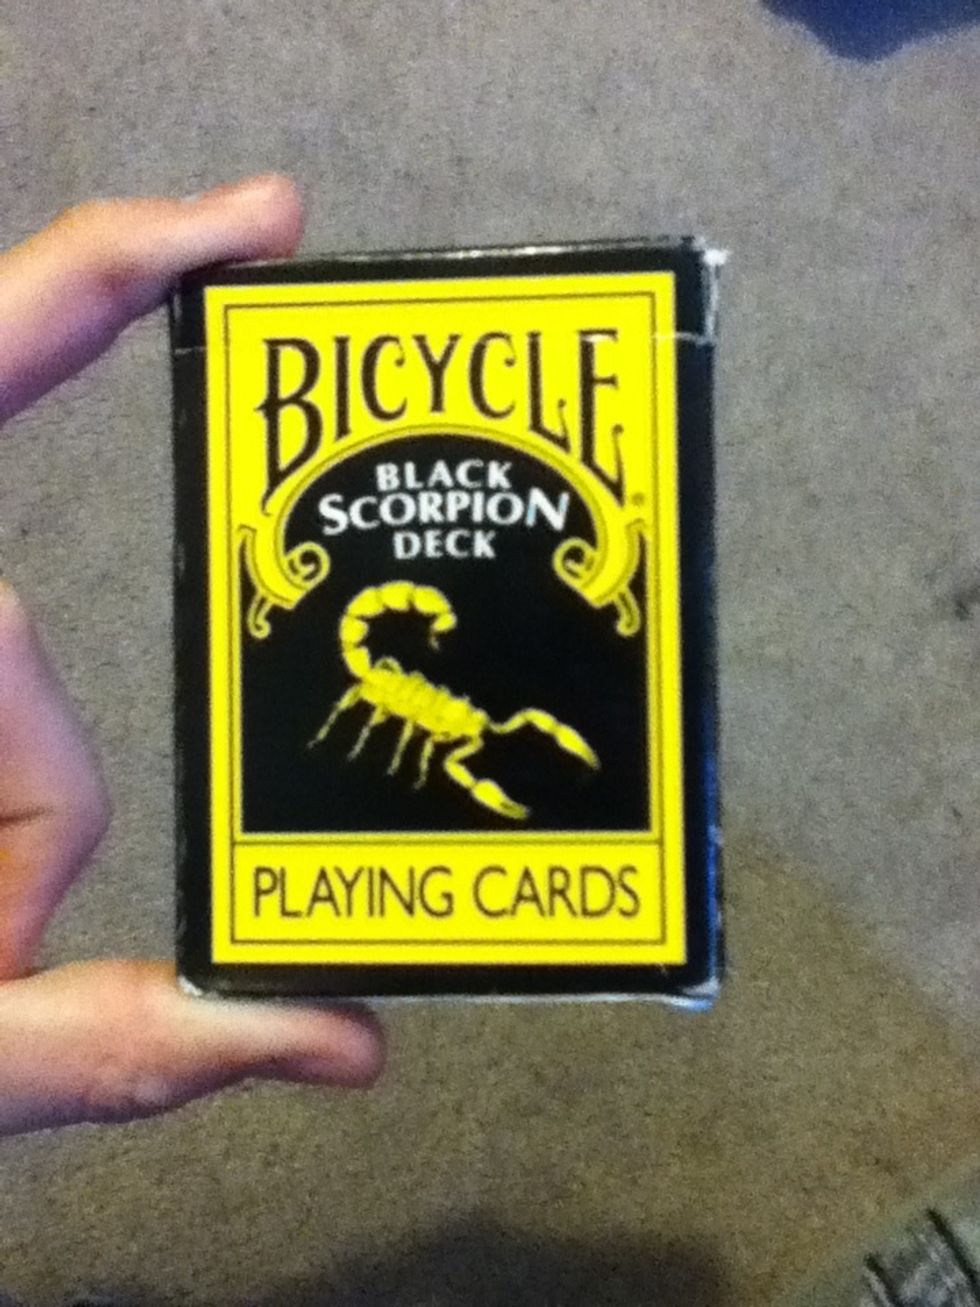 BICYCLE
BLACK
SCORPION
DECK
PLAYING CARDS